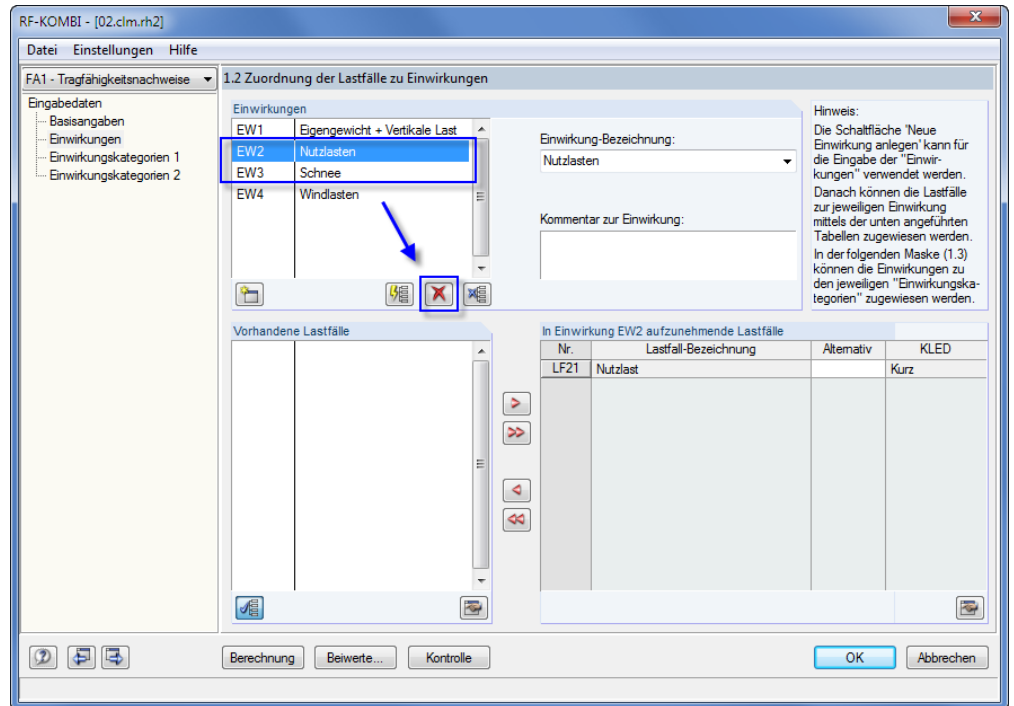 RF-KOMBI - [02.clm.rh2]
Datei Einstellungen Hilfe
FA1 - Tragfähigkeitsnachweise
1.2 Zuordnung der Lastfälle zu Einwirkungen
Eingabedaten
Basisangaben
Einwirkungen
Einwirkungskategorien 1
Einwirkungskategorien 2
Einwirkungen
EW1 Eigengewicht + Vertikale Last
EW2 Nutzlasten
EW3 Schnee
EW4 Windlasten
Einwirkung-Bezeichnung:
Nutzlasten
Kommentar zur Einwirkung:
Hinweis:
Die Schaltfläche 'Neue
Einwirkung anlegen' kann für
die Eingabe der "Einwir-
kungen" verwendet werden.
Danach können die Lastfälle
zur jeweiligen Einwirkung
mittels der unten angeführten
Tabellen zugewiesen werden.
In der folgenden Maske (1.3)
können die Einwirkungen zu
den jeweiligen "Einwirkungska-
tegorien" zugewiesen werden.
Vorhandene Lastfälle
In Einwirkung EW2 aufzunehmende Lastfälle
Nr. Lastfall-Bezeichnung Alternativ KLED
LF21 Nutzlast Kurz
Berechnung Beiwerte... Kontrolle OK Abbrechen